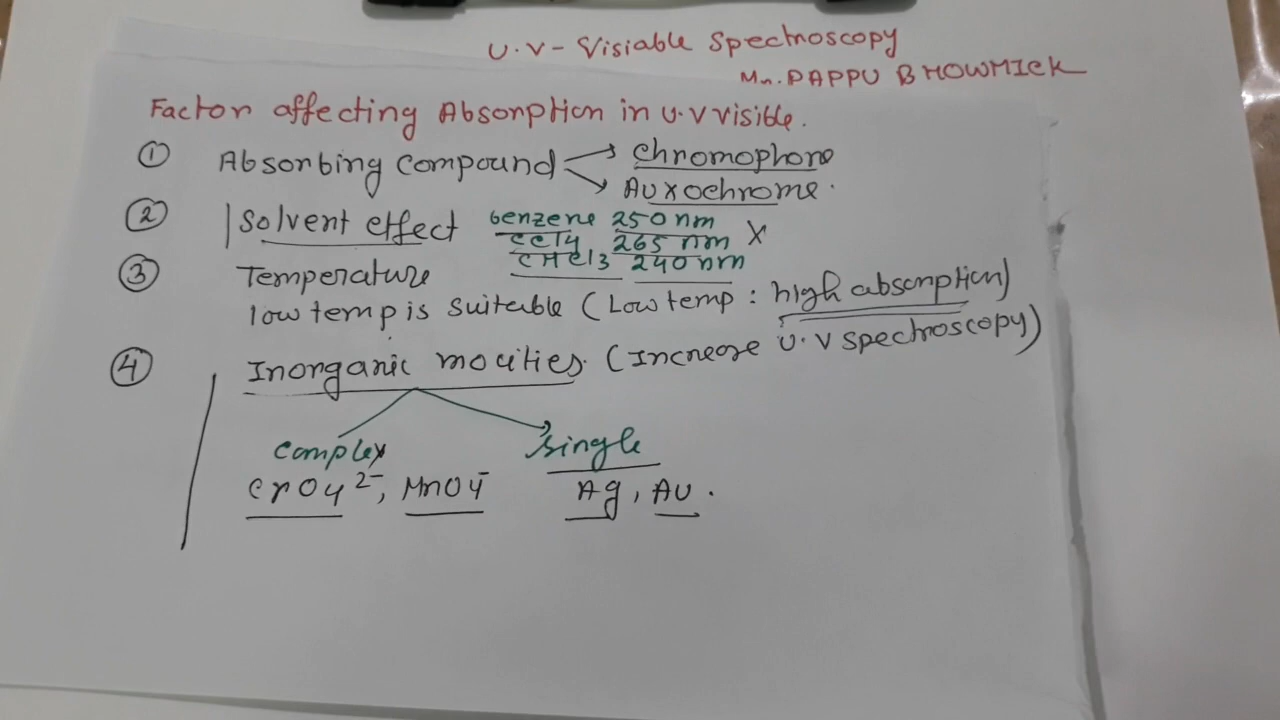 U.V - Visiable Spectroscopy
Mr. PAPPU BHOWMICK
Factor affecting Absorption in U.V visible.
① Absorbing compound → chromophore
→ Auxochrome.
② Solvent effect benzene 250 nm
CCl4 265 nm X
CHCl3 240 nm
③ Temperature
low temp is suitable (Low temp : high absorption)
④ Inorganic mocities. (Increase U.V spectroscopy)
complex single
CrO4 2-, MnO4- Ag, Au.